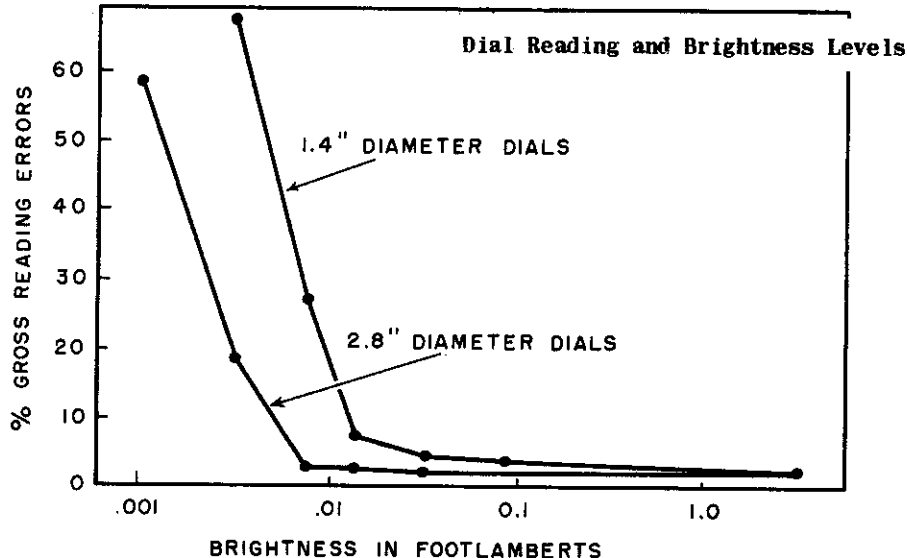 Dial Reading and Brightness Levels
% GROSS READING ERRORS
60
50
40
30
20
10
0
1.4" DIAMETER DIALS
2.8" DIAMETER DIALS
.001
.01
0.1
1.0
BRIGHTNESS IN FOOTLAMBERTS